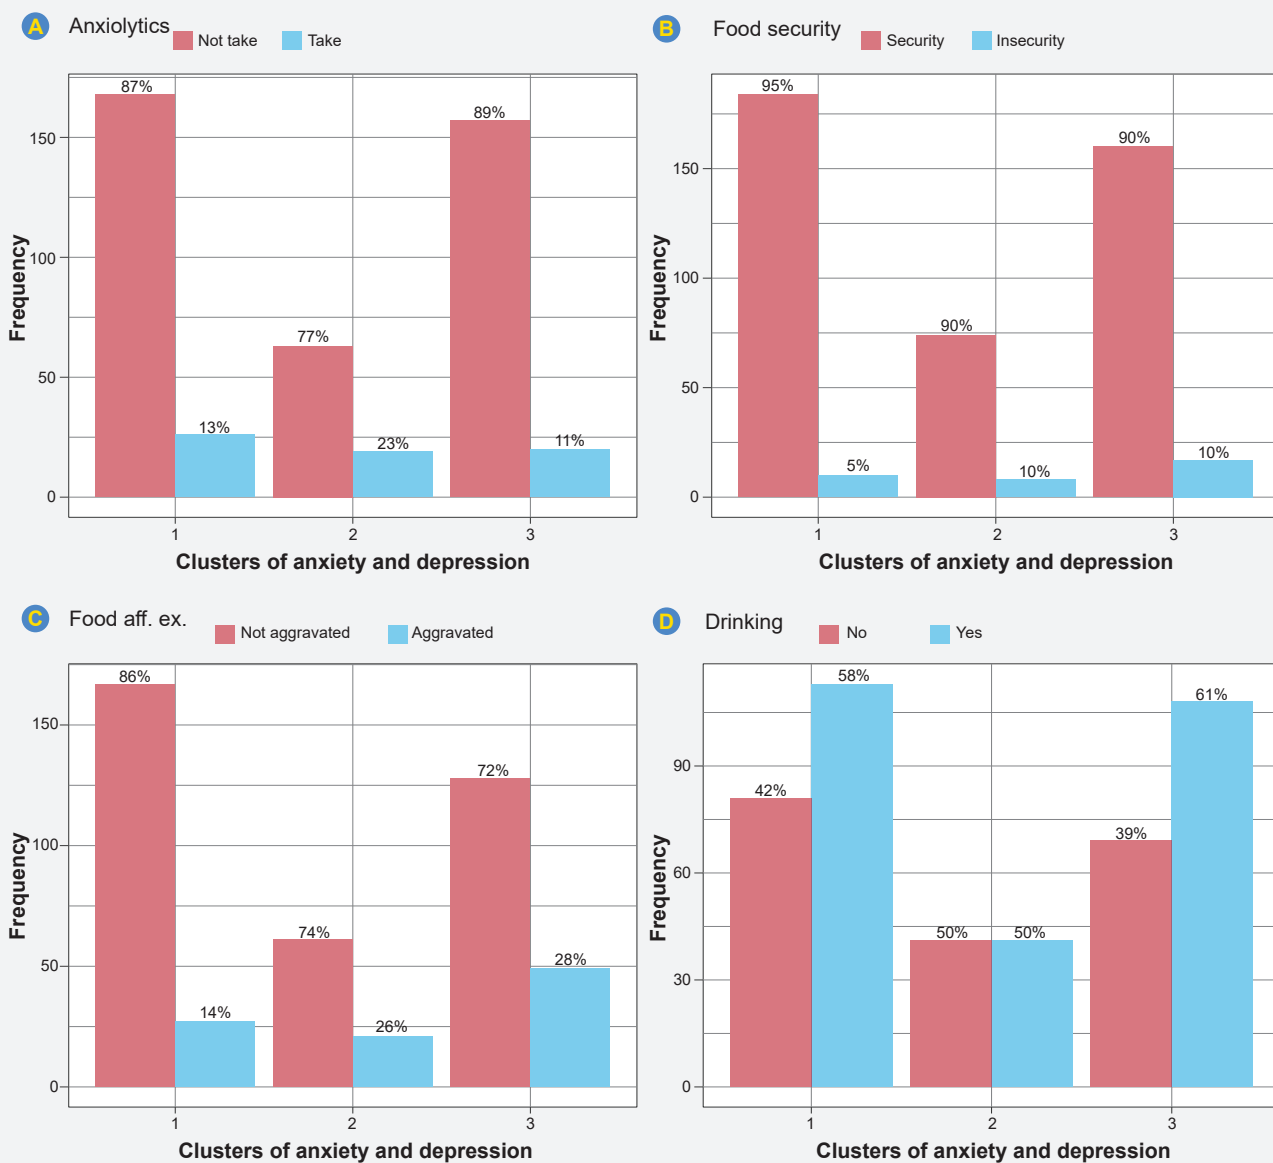 A Anxiolytics
Not take Take
Frequency
150
100
50
0
87%
13%
77%
23%
89%
11%
1 2 3
Clusters of anxiety and depression
B Food security
Security Insecurity
Frequency
150
100
50
0
95%
5%
90%
10%
90%
10%
1 2 3
Clusters of anxiety and depression
C Food aff. ex.
Not aggravated Aggravated
Frequency
150
100
50
0
86%
14%
74%
26%
72%
28%
1 2 3
Clusters of anxiety and depression
D Drinking
No Yes
Frequency
90
60
30
0
42%
58%
50%
50%
39%
61%
1 2 3
Clusters of anxiety and depression